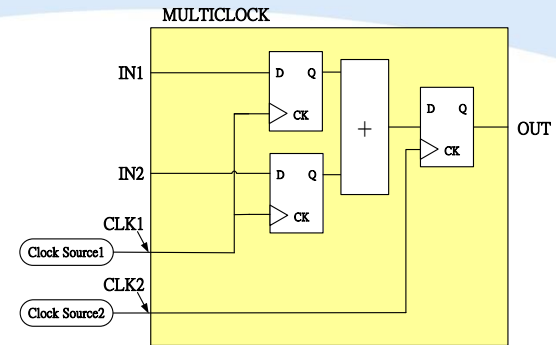 MULTICLOCK
IN1
D Q
CK
+
D Q
CK
OUT
IN2
D Q
CK
CLK1
Clock Source1
CLK2
Clock Source2